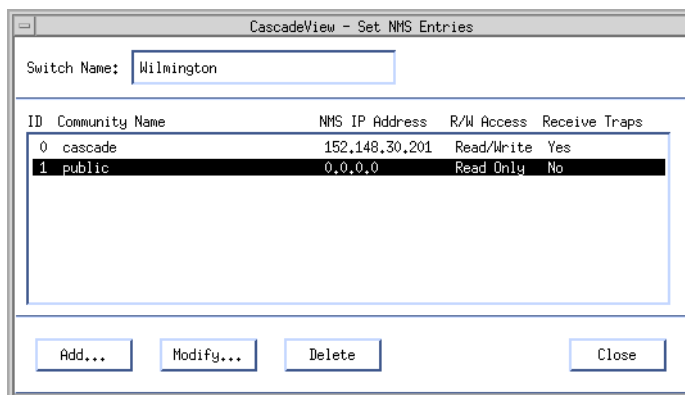 CascadeView - Set NMS Entries
Switch Name: Wilmington
ID Community Name NMS IP Address R/W Access Receive Traps
0 cascade 152.148.30.201 Read/Write Yes
1 public 0.0.0.0 Read Only No
Add... Modify... Delete Close